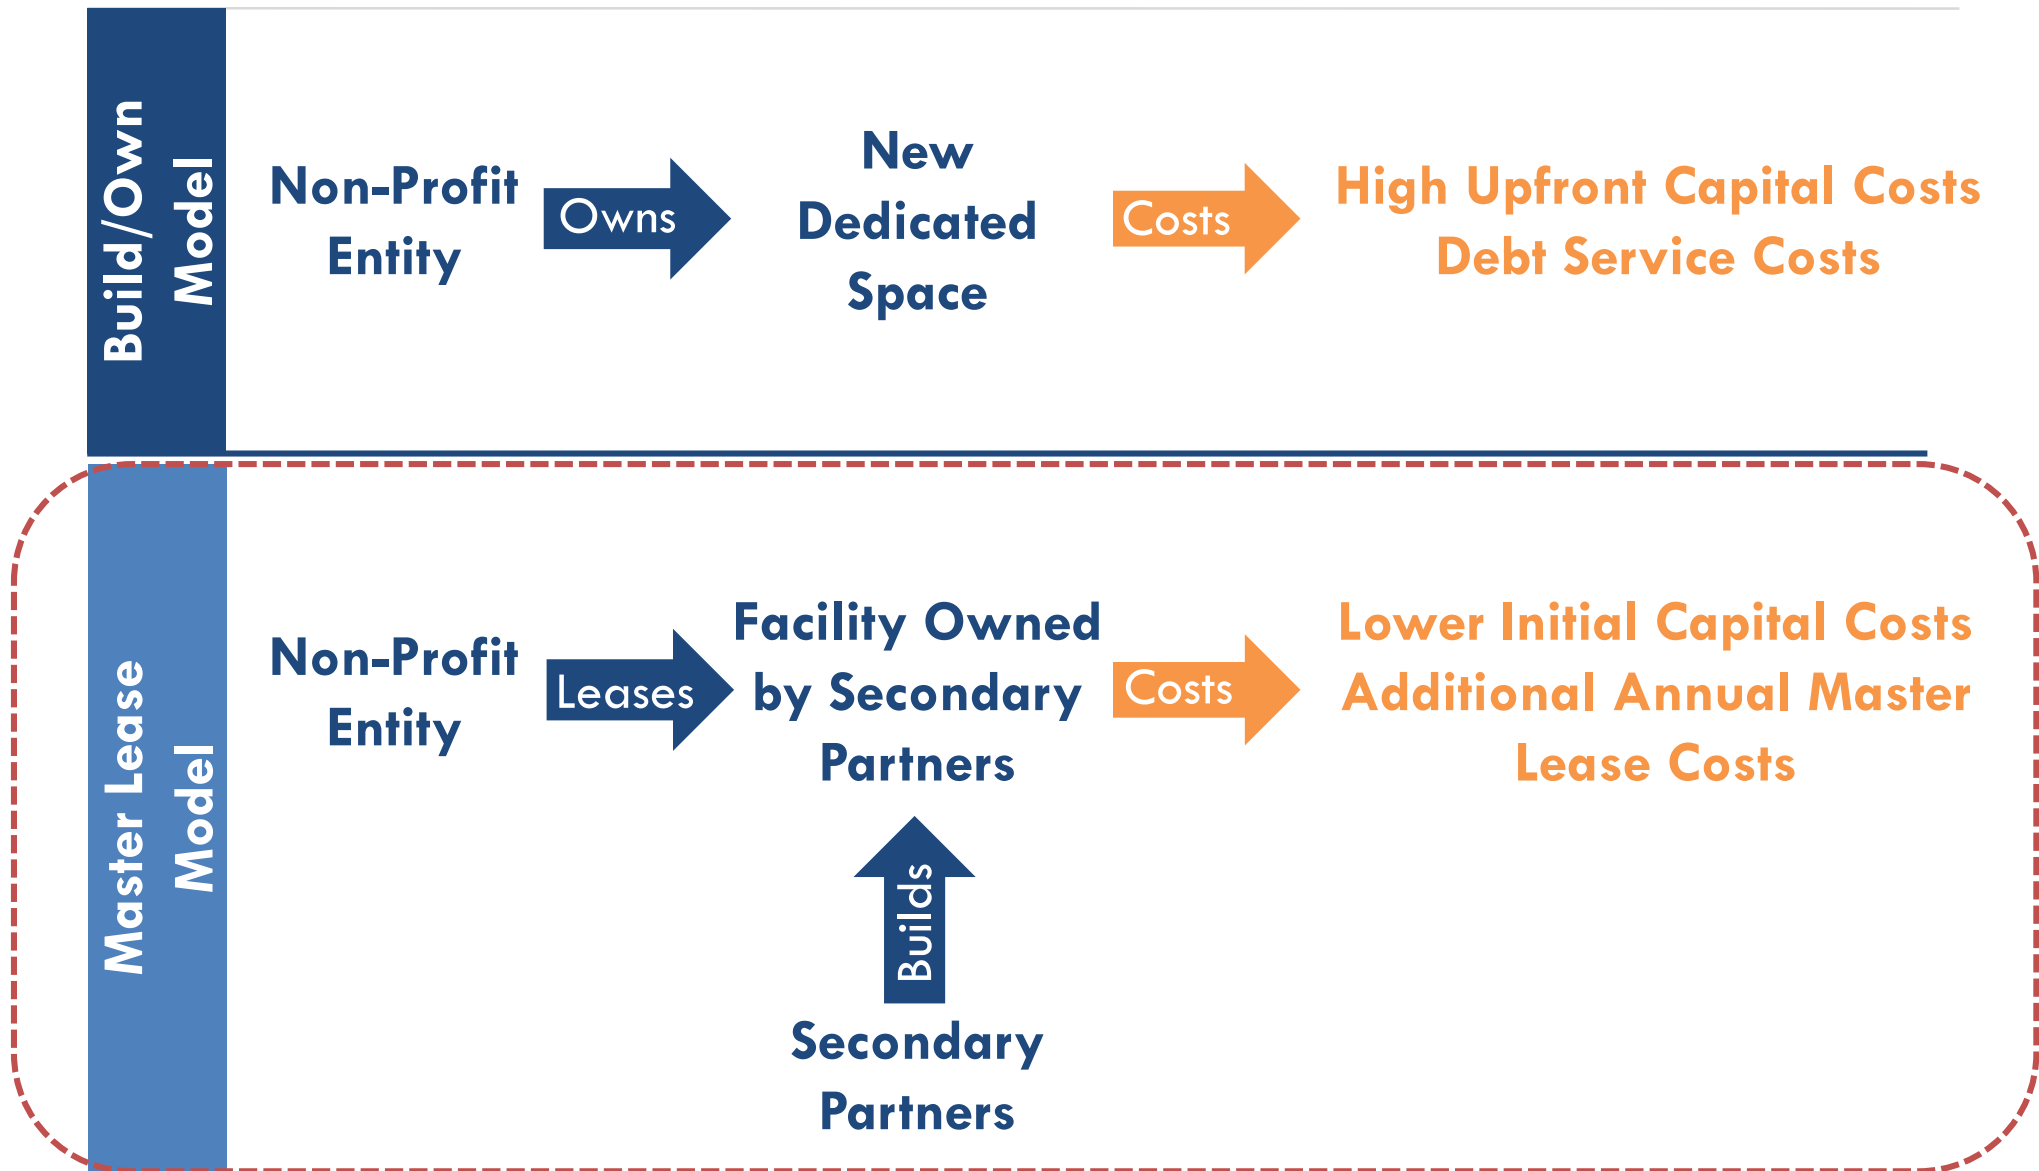 Build/Own
Model
Non-Profit
Entity
Owns
New
Dedicated
Space
Costs
High Upfront Capital Costs
Debt Service Costs
Master Lease
Model
Non-Profit
Entity
Leases
Facility Owned
by Secondary
Partners
Costs
Lower Initial Capital Costs
Additional Annual Master
Lease Costs
Builds
Secondary
Partners